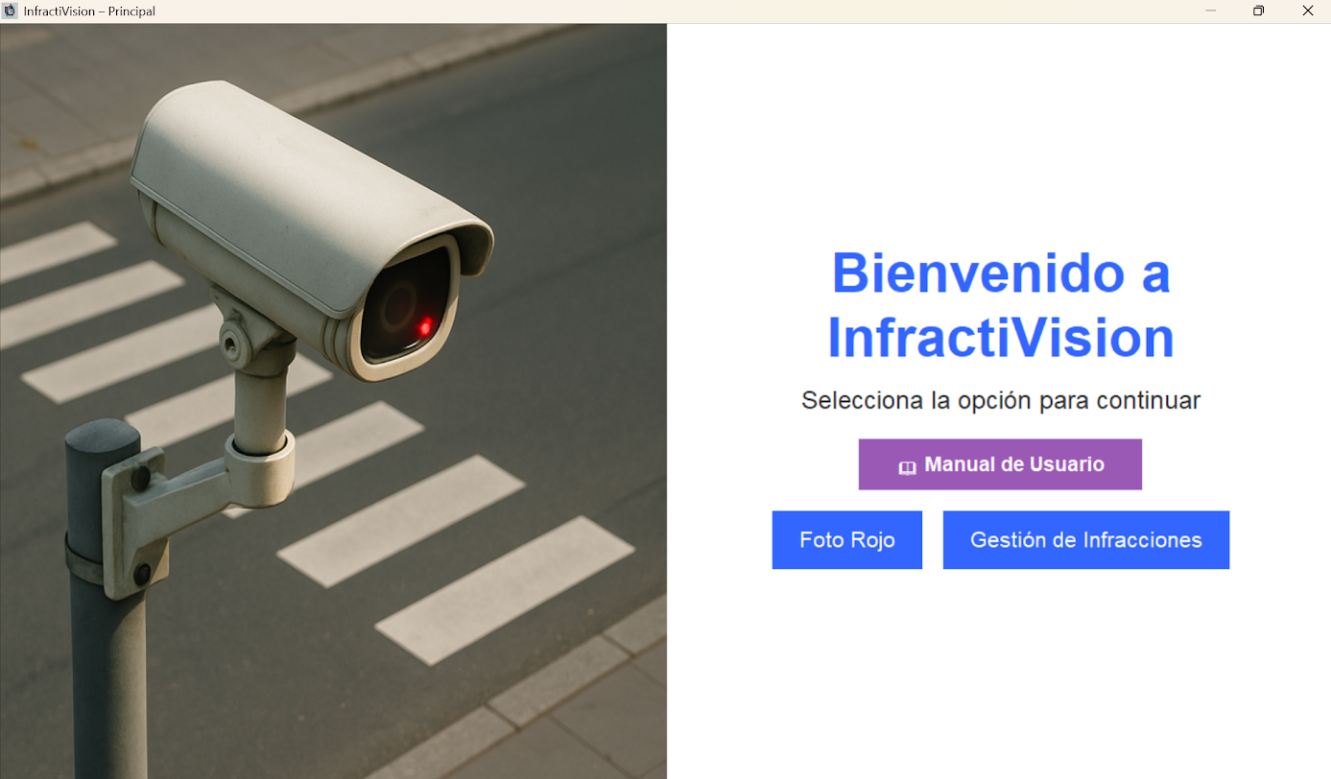 InfractiVision – Principal
Bienvenido a
InfractiVision
Selecciona la opción para continuar
Manual de Usuario
Foto Rojo
Gestión de Infracciones